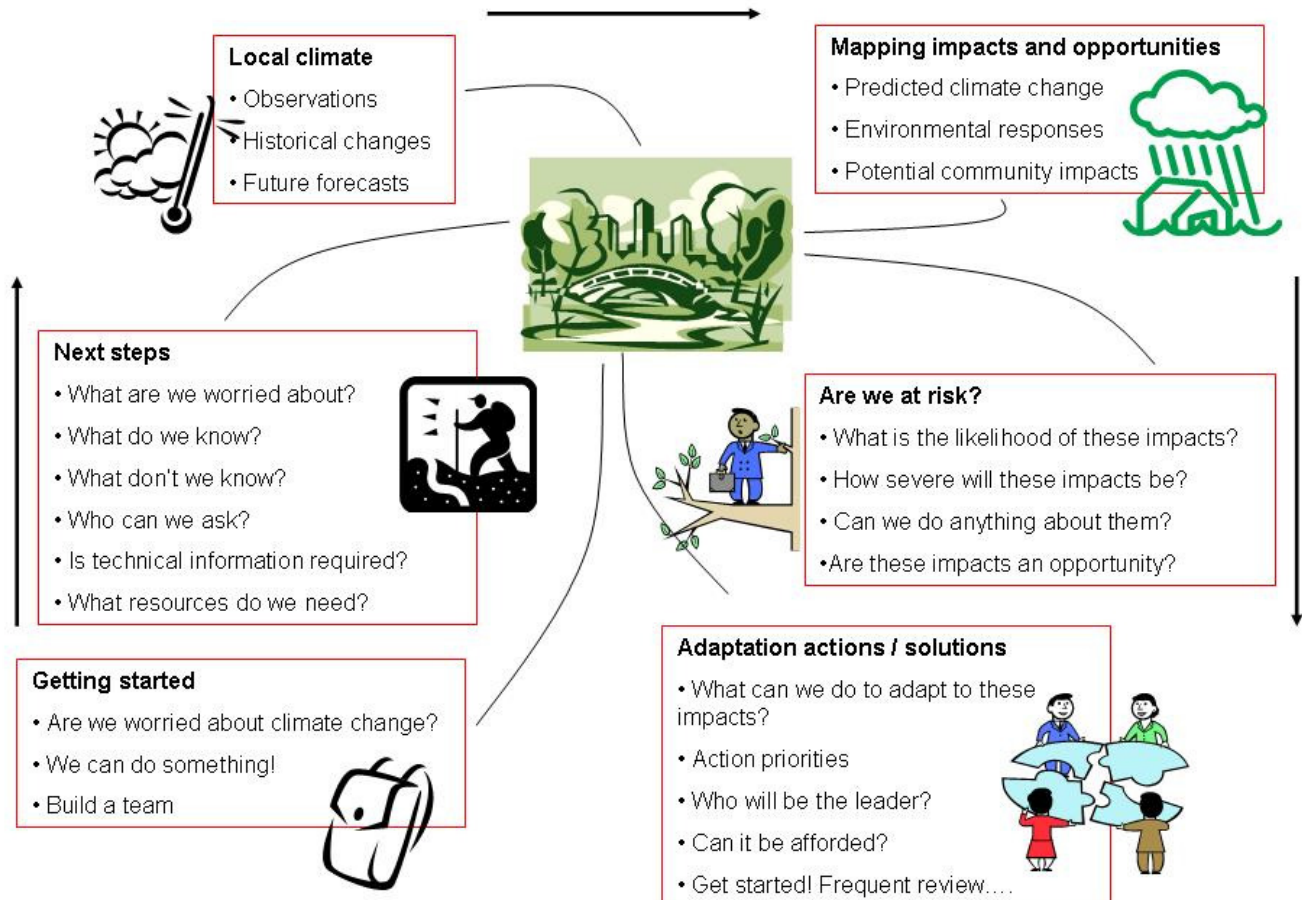 Local climate
• Observations
• Historical changes
• Future forecasts
Mapping impacts and opportunities
• Predicted climate change
• Environmental responses
• Potential community impacts
Next steps
• What are we worried about?
• What do we know?
• What don't we know?
• Who can we ask?
• Is technical information required?
• What resources do we need?
Are we at risk?
• What is the likelihood of these impacts?
• How severe will these impacts be?
• Can we do anything about them?
•Are these impacts an opportunity?
Getting started
• Are we worried about climate change?
• We can do something!
• Build a team
Adaptation actions / solutions
• What can we do to adapt to these
impacts?
• Action priorities
• Who will be the leader?
• Can it be afforded?
• Get started! Frequent review....